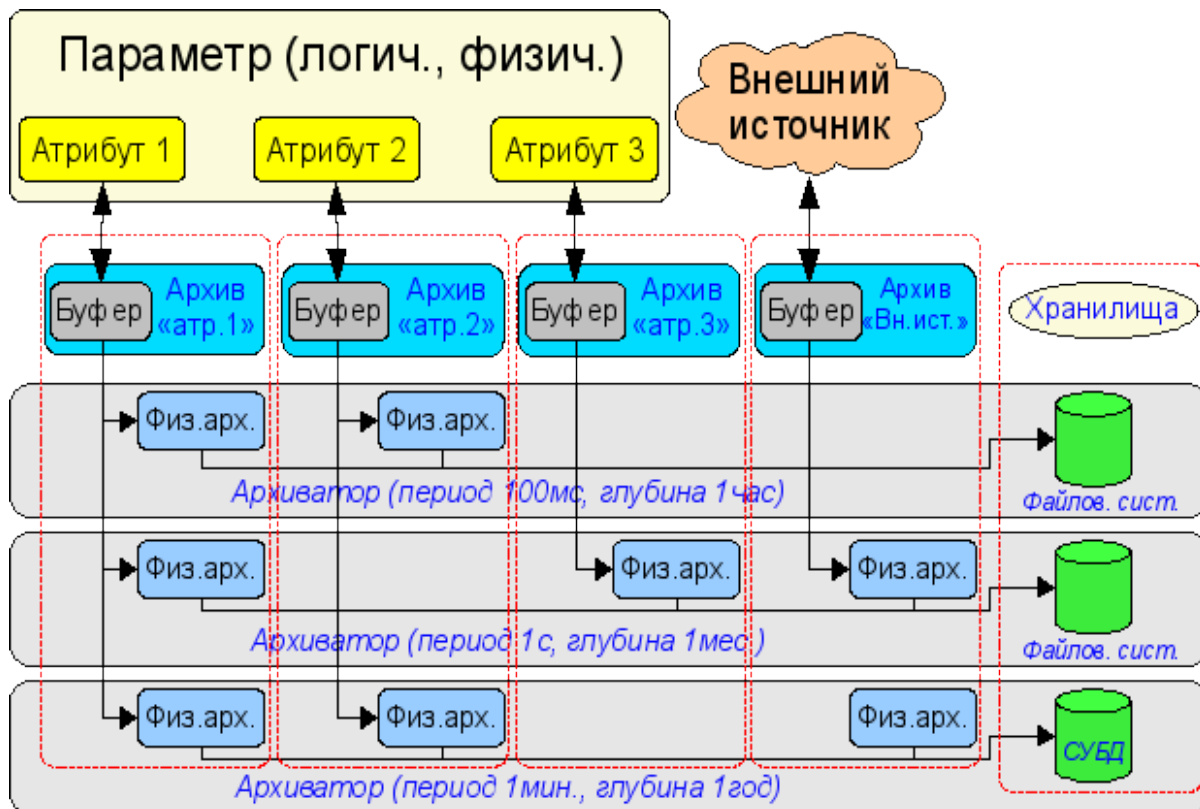 Параметр (логич., физич.)
Внешний
источник
Атрибут 1
Атрибут 2
Атрибут 3
Буфер
Архив
«атр.1»
Буфер
Архив
«атр.2»
Буфер
Архив
«атр.3»
Буфер
Архив
«Вн.ист.»
Хранилища
Физ.арх.
Физ.арх.
Архиватор (период 100мс, глубина 1час)
Файлов. сист.
Физ.арх.
Физ.арх.
Физ.арх.
Архиватор (период 1с, глубина 1мес )
Файлов. сист.
Физ.арх.
Физ.арх.
Физ.арх.
СУБД
Архиватор (период 1мин., глубина 1год)